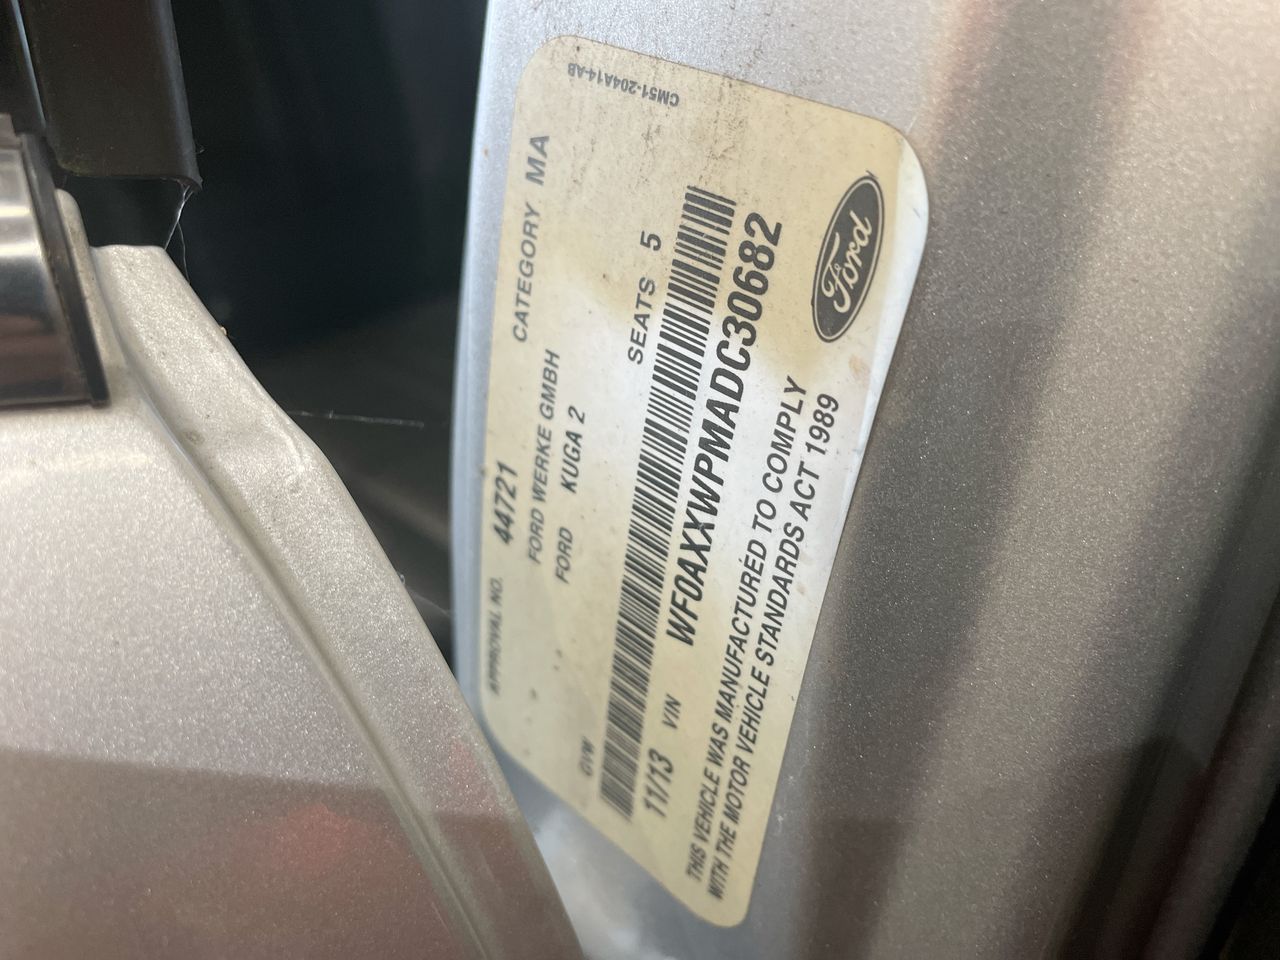 CM51-204A14-AB
APPROVAL NO. 44721 CATEGORY MA
FORD WERKE GMBH
FORD KUGA 2
GVW SEATS 5
11/13 VIN WF0AXXWPMADC30682
THIS VEHICLE WAS MANUFACTURED TO COMPLY
WITH THE MOTOR VEHICLE STANDARDS ACT 1989
Ford